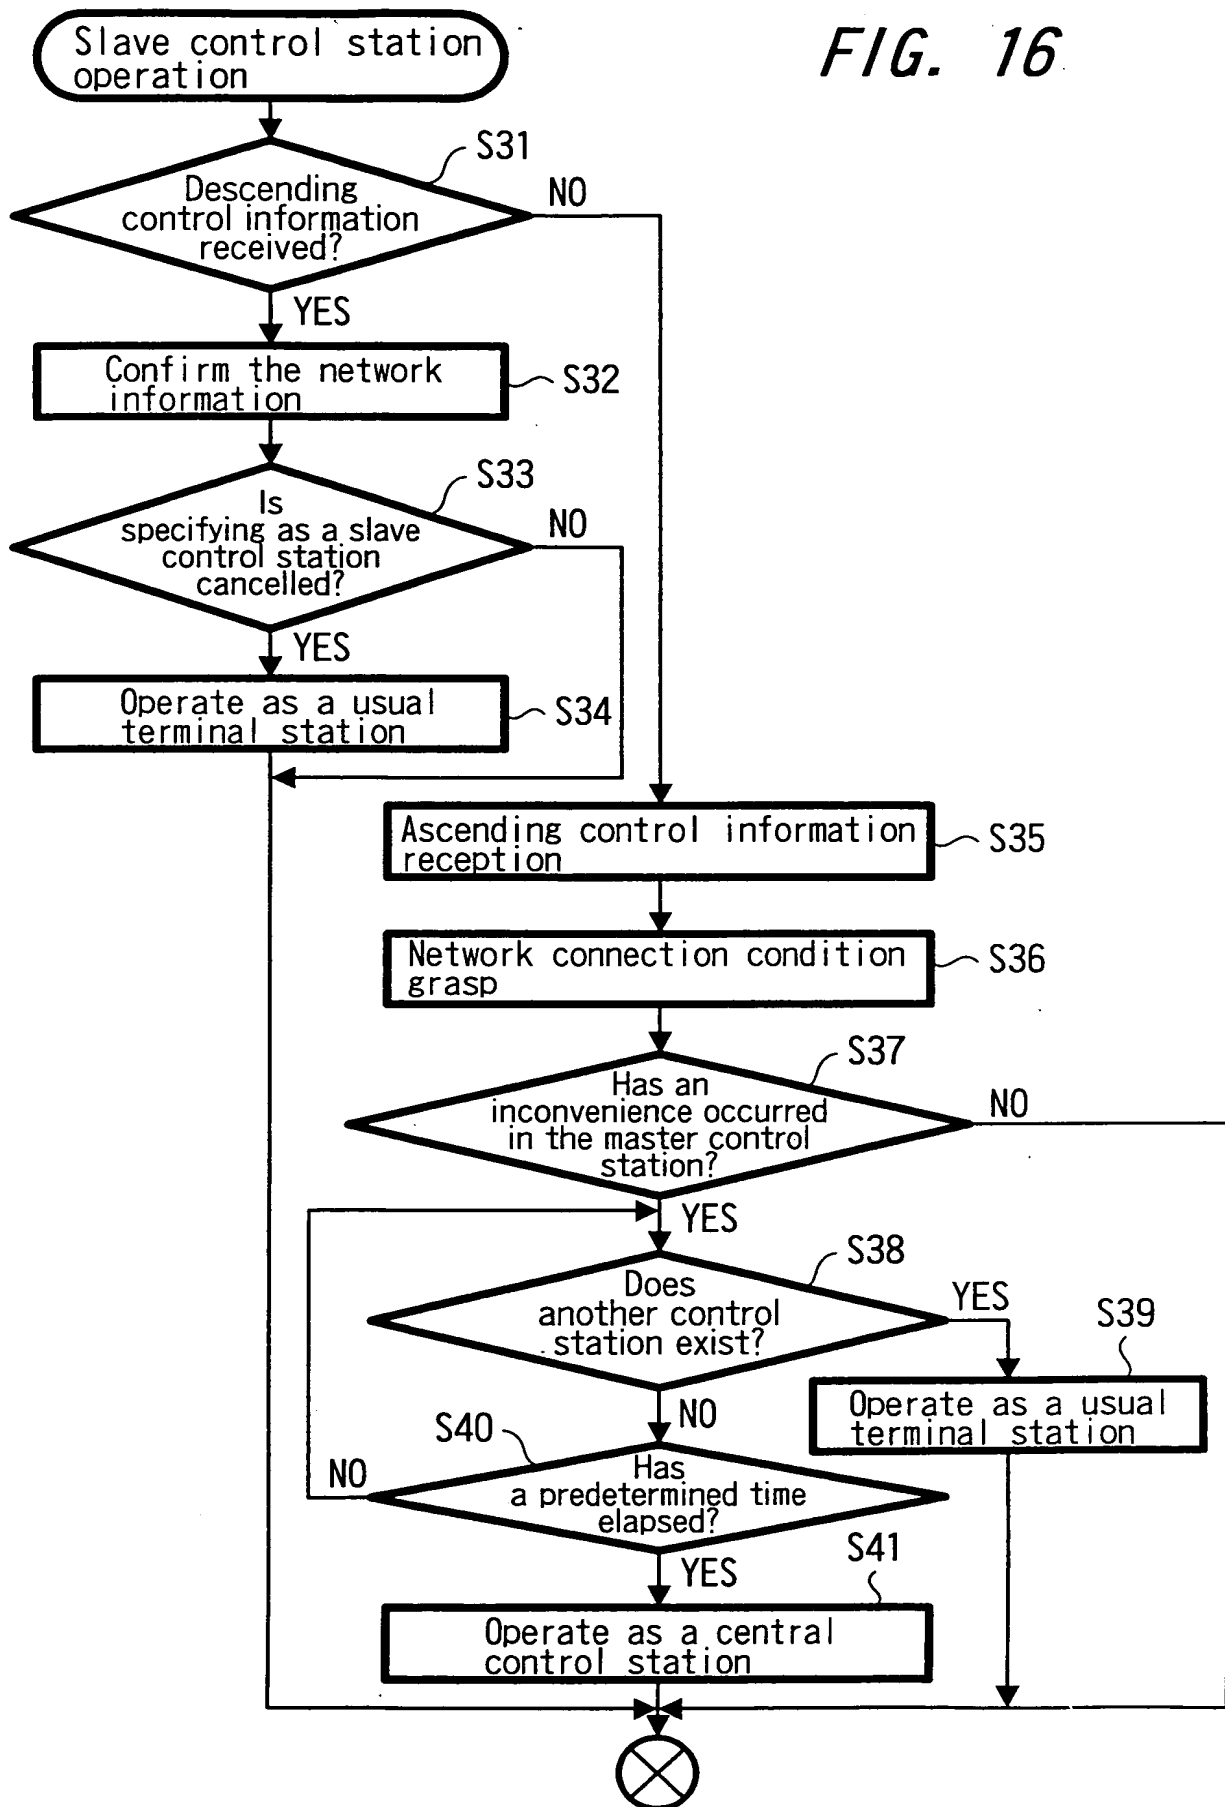 FIG. 16
Slave control station
operation
S31
Descending
control information
received?
NO
YES
Confirm the network
information
S32
S33
Is
specifying as a slave
control station
cancelled?
NO
YES
Operate as a usual
terminal station
S34
Ascending control information
reception
S35
Network connection condition
grasp
S36
S37
Has an
inconvenience occurred
in the master control
station?
NO
YES
S38
Does
another control
station exist?
YES
S39
Operate as a usual
terminal station
NO
S40
Has
a predetermined time
elapsed?
NO
YES
S41
Operate as a central
control station